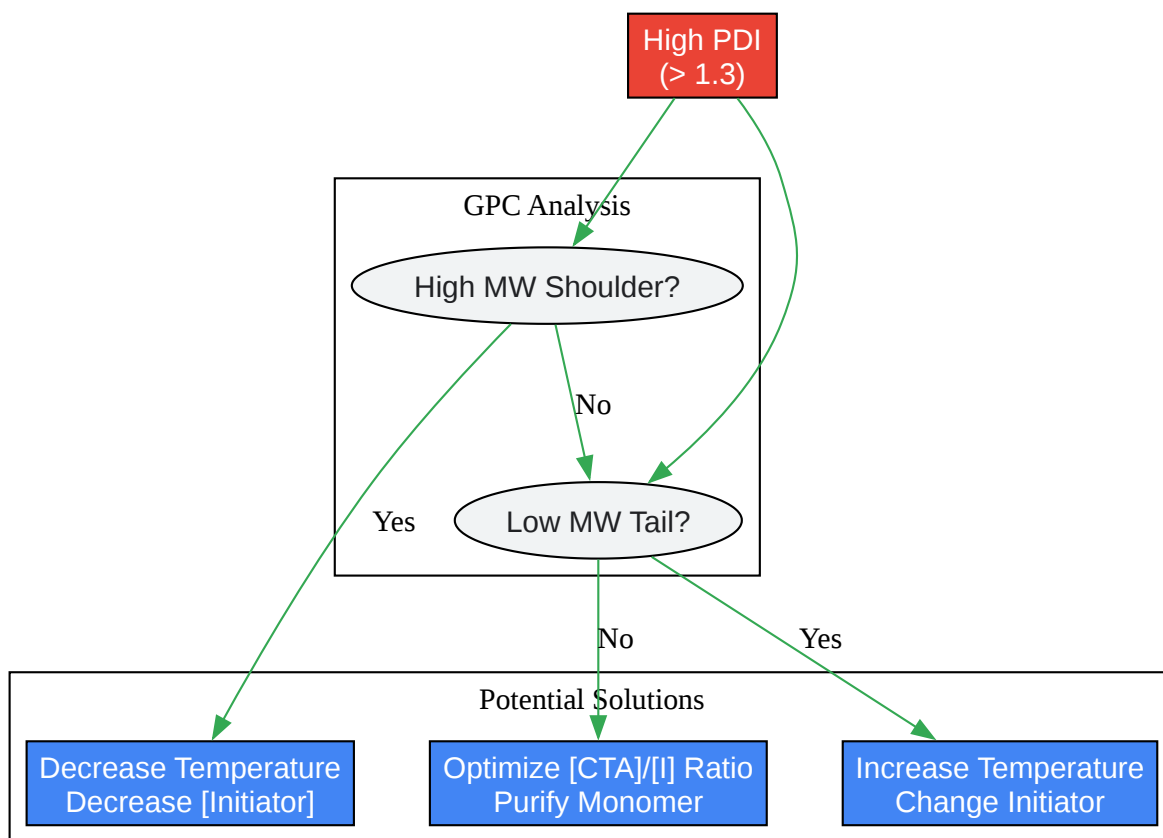 High PDI
(> 1.3)
GPC Analysis
High MW Shoulder?
No
Yes
Low MW Tail?
No
Yes
Potential Solutions
Decrease Temperature
Decrease [Initiator]
Optimize [CTA]/[I] Ratio
Purify Monomer
Increase Temperature
Change Initiator